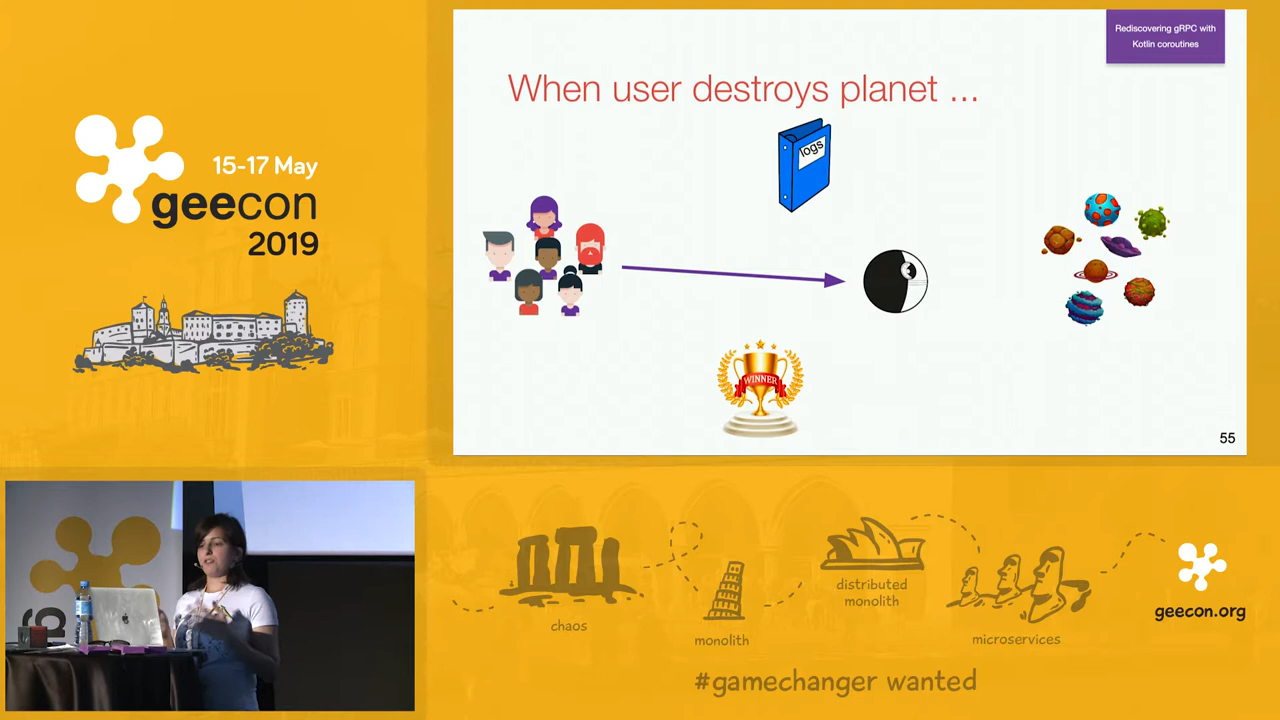 15-17 May
geecon
2019
Rediscovering gRPC with
Kotlin coroutines
When user destroys planet ...
logs
WINNER
55
chaos
monolith
distributed
monolith
microservices
geecon.org
#gamechanger wanted